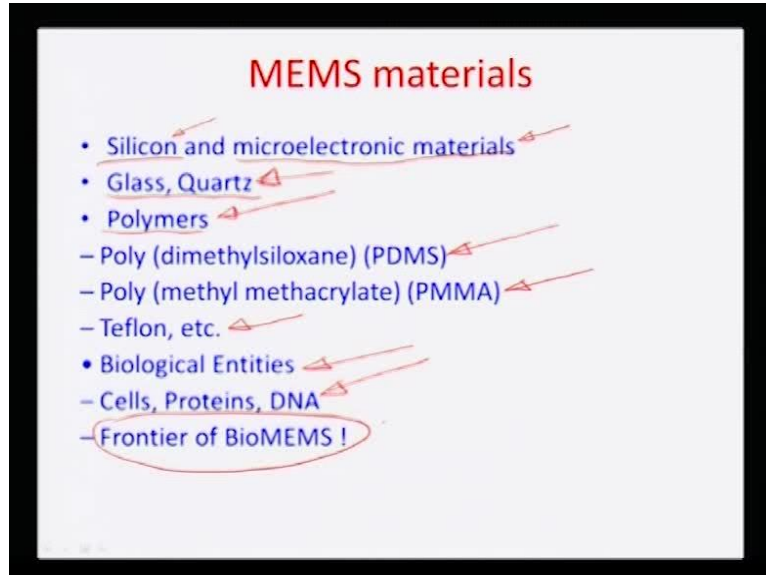 MEMS materials
• Silicon and microelectronic materials
• Glass, Quartz
• Polymers
– Poly (dimethylsiloxane) (PDMS)
– Poly (methyl methacrylate) (PMMA)
– Teflon, etc.
• Biological Entities
– Cells, Proteins, DNA
– Frontier of BioMEMS !